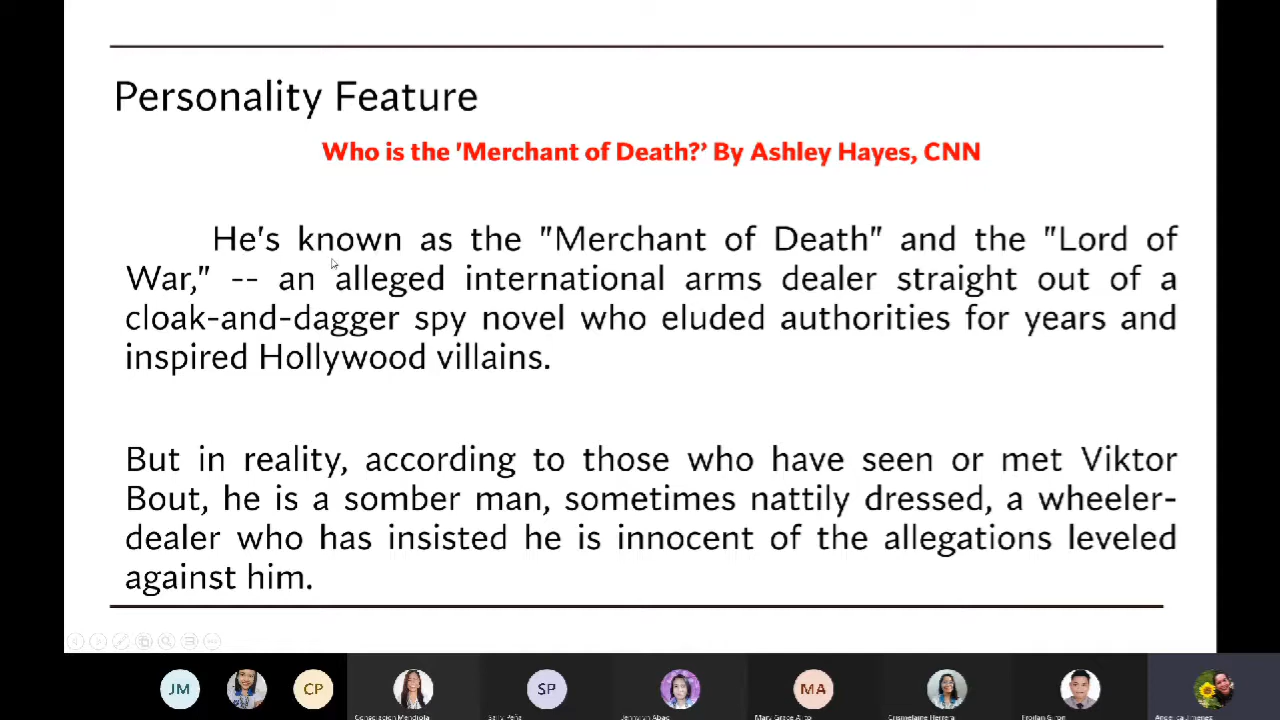 Personality Feature
Who is the 'Merchant of Death?’ By Ashley Hayes, CNN
He's known as the "Merchant of Death" and the "Lord of
War," -- an alleged international arms dealer straight out of a
cloak-and-dagger spy novel who eluded authorities for years and
inspired Hollywood villains.
But in reality, according to those who have seen or met Viktor
Bout, he is a somber man, sometimes nattily dressed, a wheeler-
dealer who has insisted he is innocent of the allegations leveled
against him.
JM
CP
SP
MA